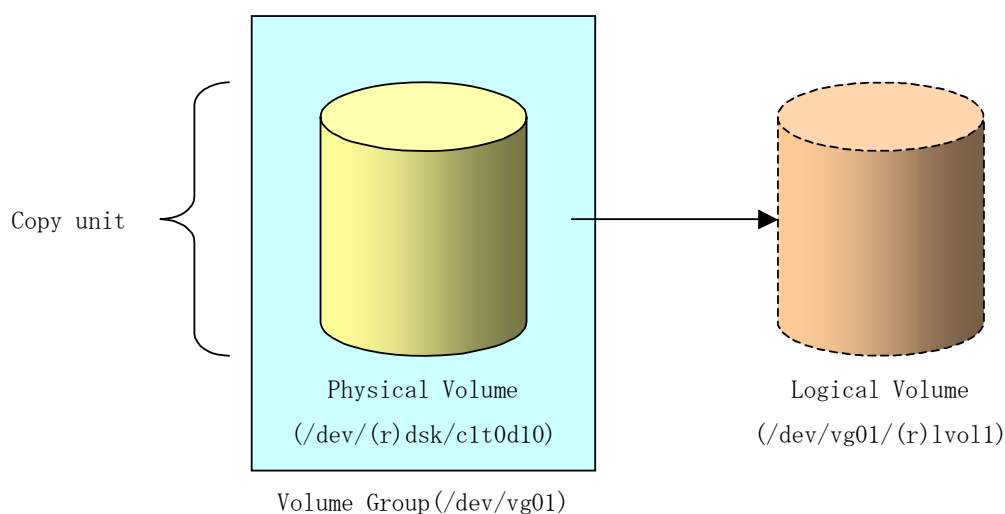 Copy unit
Physical Volume
(/dev/(r)dsk/c1t0d10)
Volume Group(/dev/vg01)
Logical Volume
(/dev/vg01/(r)lvol1)